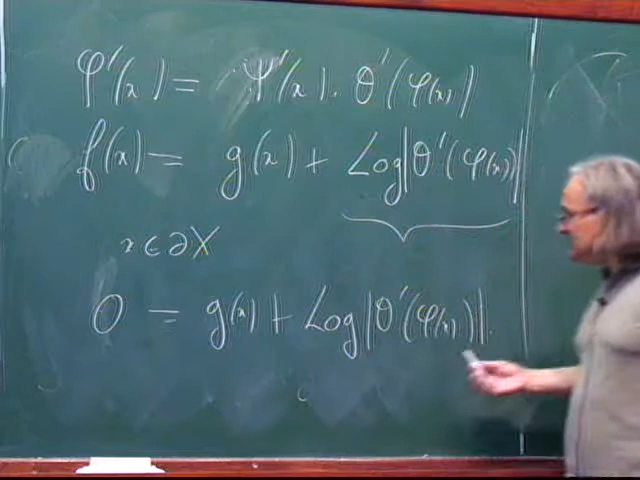 φ'(x) = ψ'(x). θ'(φ(x))
f(x) = g(x) + Log|θ'(φ(x))|
x ∈ ∂X
0 = g(x) + Log|θ'(φ(x))|.